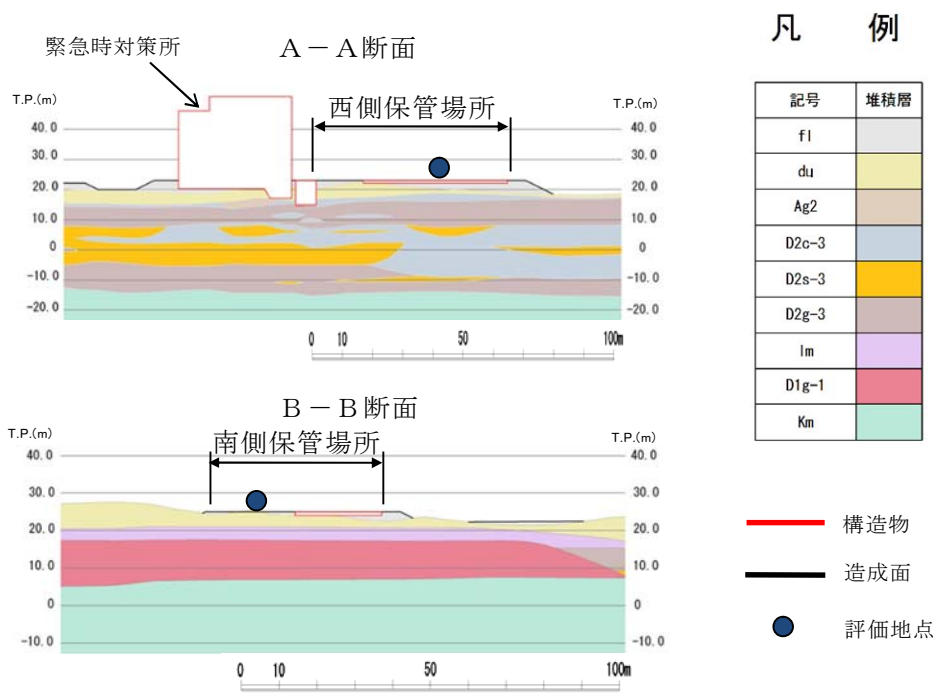 緊急時対策所
A－A断面
T.P.(m)
T.P.(m)
西側保管場所
40.0
40.0
30.0
30.0
20.0
20.0
10.0
10.0
0
0
-10.0
-10.0
-20.0
-20.0
0 10 50 100m
B－B断面
T.P.(m)
T.P.(m)
南側保管場所
40.0
40.0
30.0
30.0
20.0
20.0
10.0
10.0
0
0
-10.0
-10.0
0 10 50 100m
凡 例
記号 堆積層
fl
du
Ag2
D2c-3
D2s-3
D2g-3
lm
D1g-1
Km
構造物
造成面
評価地点